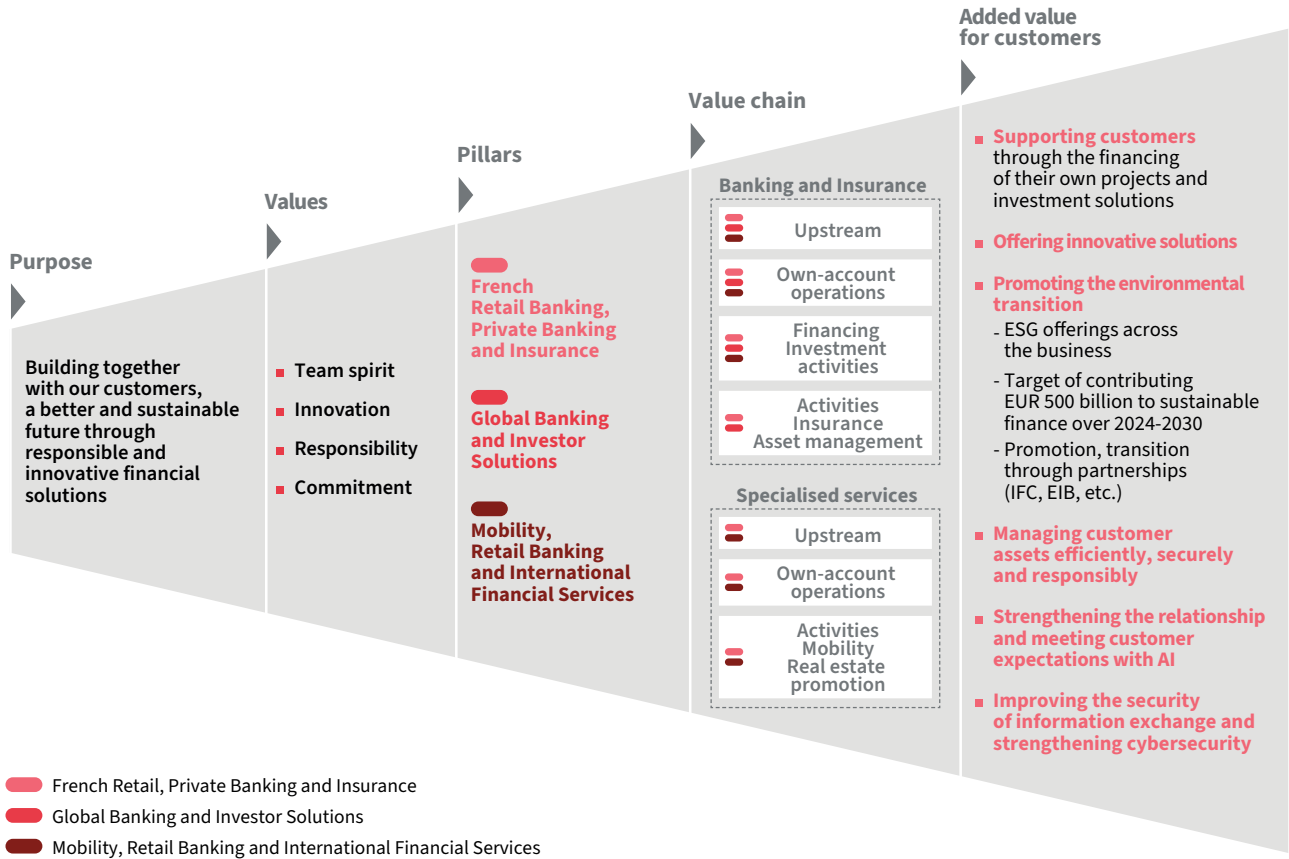 Purpose
Building together
with our customers,
a better and sustainable
future through
responsible and
innovative financial
solutions
Values
Team spirit
Innovation
Responsibility
Commitment
Pillars
French
Retail Banking,
Private Banking
and Insurance
Global Banking
and Investor
Solutions
Mobility,
Retail Banking
and International
Financial Services
Value chain
Banking and Insurance
Upstream
Own-account
operations
Financing
Investment
activities
Activities
Insurance
Asset management
Specialised services
Upstream
Own-account
operations
Activities
Mobility
Real estate
promotion
Added value
for customers
Supporting customers
through the financing
of their own projects and
investment solutions
Offering innovative solutions
Promoting the environmental
transition
- ESG offerings across
the business
- Target of contributing
EUR 500 billion to sustainable
finance over 2024-2030
- Promotion, transition
through partnerships
(IFC, EIB, etc.)
Managing customer
assets efficiently, securely
and responsibly
Strengthening the relationship
and meeting customer
expectations with AI
Improving the security
of information exchange and
strengthening cybersecurity
French Retail, Private Banking and Insurance
Global Banking and Investor Solutions
Mobility, Retail Banking and International Financial Services